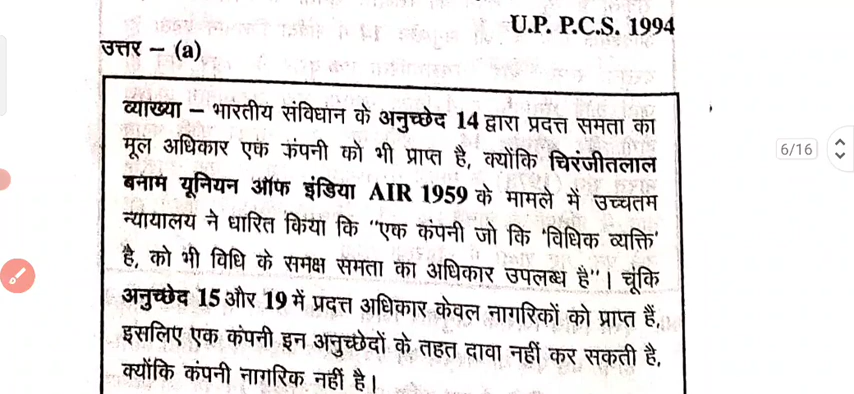 U.P. P.C.S. 1994
उत्तर – (a)
व्याख्या – भारतीय संविधान के अनुच्छेद 14 द्वारा प्रदत्त समता का
मूल अधिकार एक कंपनी को भी प्राप्त है, क्योंकि चिरंजीतलाल
बनाम यूनियन ऑफ इंडिया AIR 1959 के मामले में उच्चतम
न्यायालय ने धारित किया कि "एक कंपनी जो कि 'विधिक व्यक्ति'
है, को भी विधि के समक्ष समता का अधिकार उपलब्ध है"। चूंकि
अनुच्छेद 15 और 19 में प्रदत्त अधिकार केवल नागरिकों को प्राप्त हैं,
इसलिए एक कंपनी इन अनुच्छेदों के तहत दावा नहीं कर सकती है,
क्योंकि कंपनी नागरिक नहीं है।
6/16